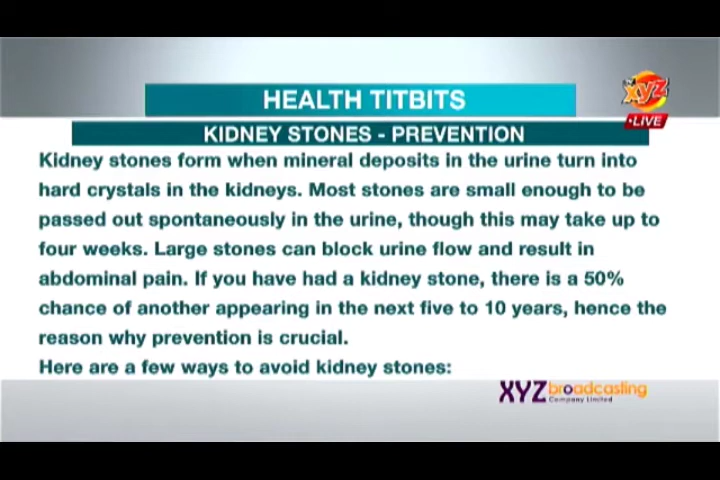 HEALTH TITBITS
xyz
LIVE
KIDNEY STONES - PREVENTION
Kidney stones form when mineral deposits in the urine turn into
hard crystals in the kidneys. Most stones are small enough to be
passed out spontaneously in the urine, though this may take up to
four weeks. Large stones can block urine flow and result in
abdominal pain. If you have had a kidney stone, there is a 50%
chance of another appearing in the next five to 10 years, hence the
reason why prevention is crucial.
Here are a few ways to avoid kidney stones:
XYZ broadcasting
Company Limited